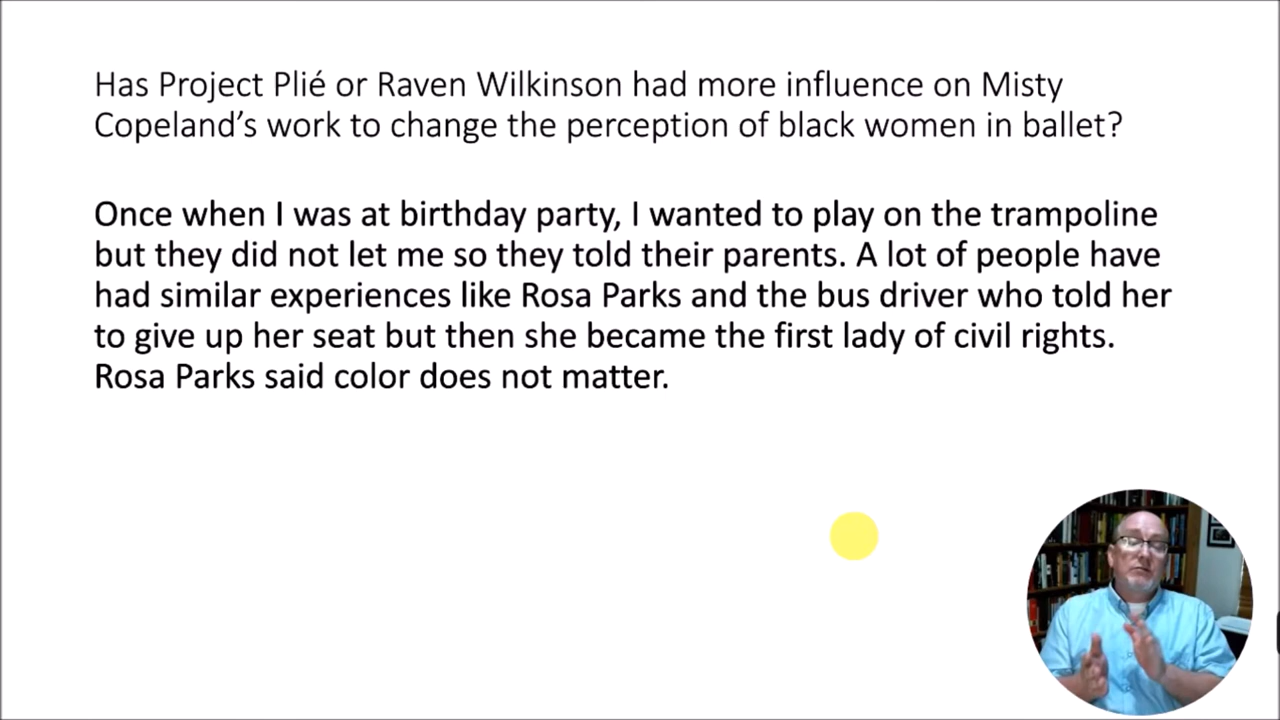 Has Project Plié or Raven Wilkinson had more influence on Misty
Copeland’s work to change the perception of black women in ballet?
Once when I was at birthday party, I wanted to play on the trampoline
but they did not let me so they told their parents. A lot of people have
had similar experiences like Rosa Parks and the bus driver who told her
to give up her seat but then she became the first lady of civil rights.
Rosa Parks said color does not matter.